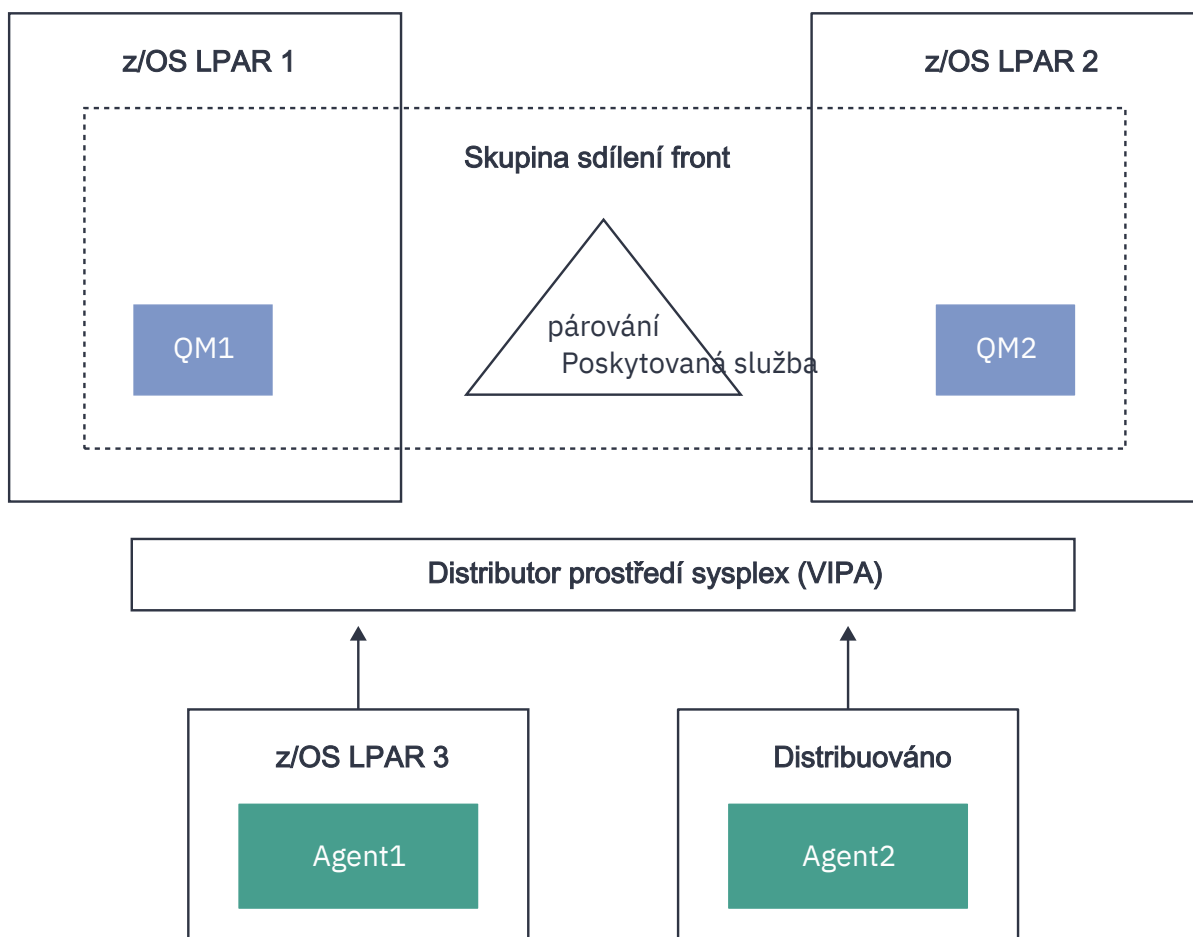 z/OS LPAR 1
z/OS LPAR 2
Skupina sdílení front
párování
Poskytovaná služba
QM1
QM2
Distributor prostředí sysplex (VIPA)
z/OS LPAR 3
Distribuováno
Agent1
Agent2